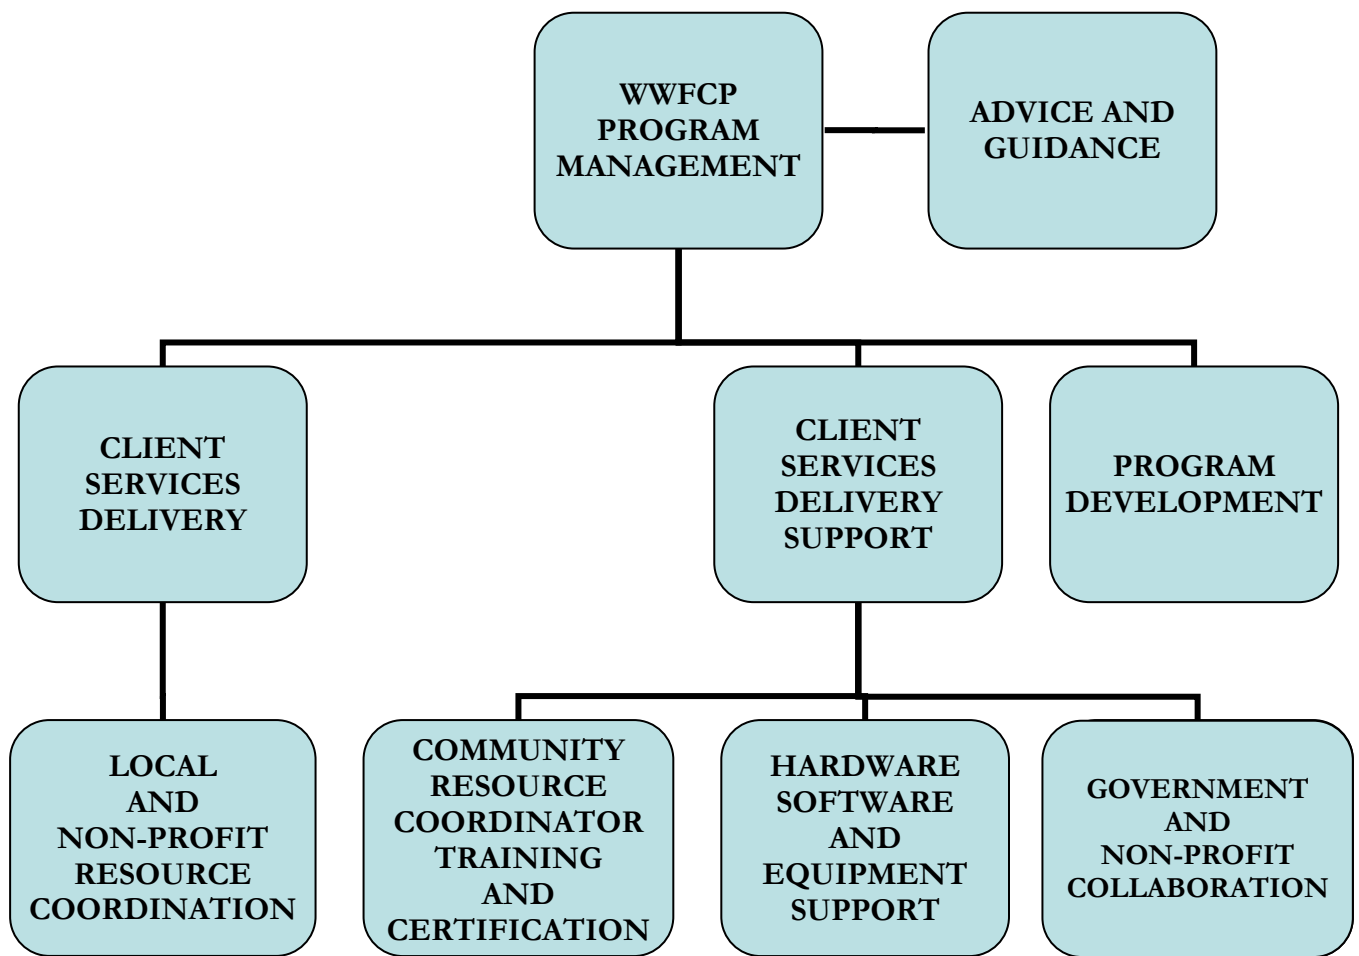 WWFCP
PROGRAM
MANAGEMENT
ADVICE AND
GUIDANCE
CLIENT
SERVICES
DELIVERY
CLIENT
SERVICES
DELIVERY
SUPPORT
PROGRAM
DEVELOPMENT
LOCAL
AND
NON-PROFIT
RESOURCE
COORDINATION
COMMUNITY
RESOURCE
COORDINATOR
TRAINING
AND
CERTIFICATION
HARDWARE
SOFTWARE
AND
EQUIPMENT
SUPPORT
GOVERNMENT
AND
NON-PROFIT
COLLABORATION